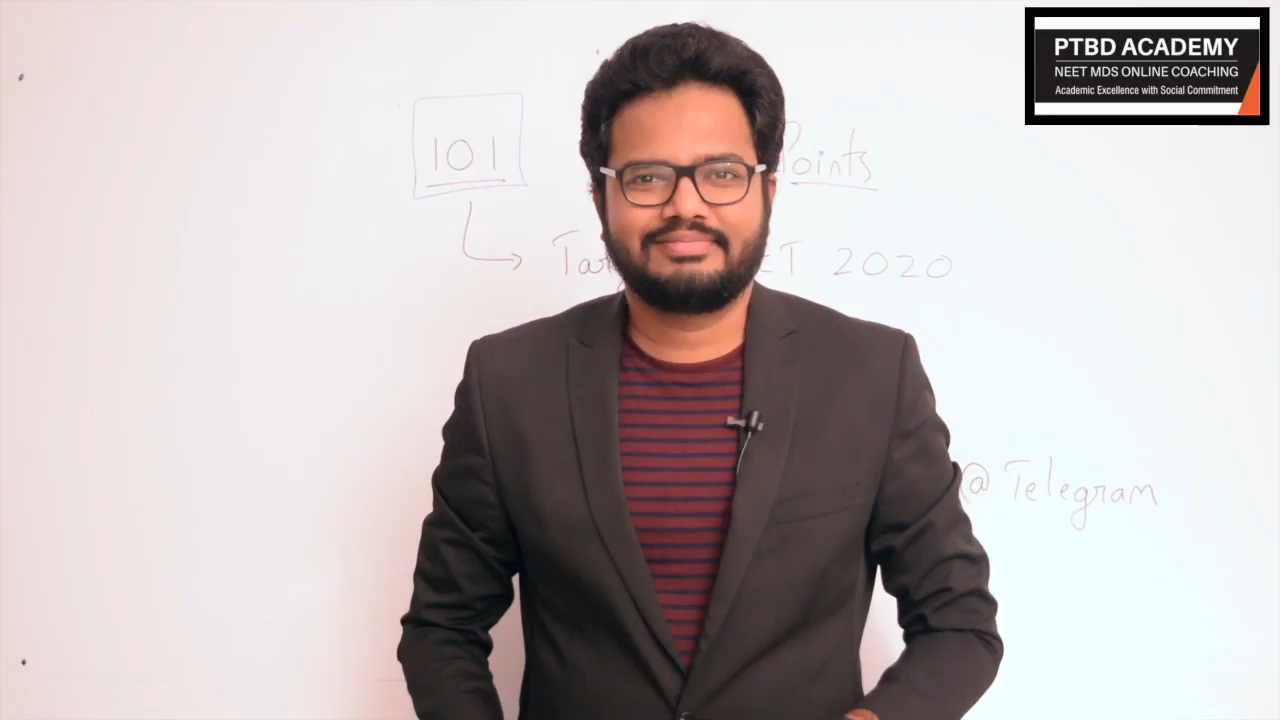 PTBD ACADEMY
NEET MDS ONLINE COACHING
Academic Excellence with Social Commitment
101 Points
2020
@ Telegram